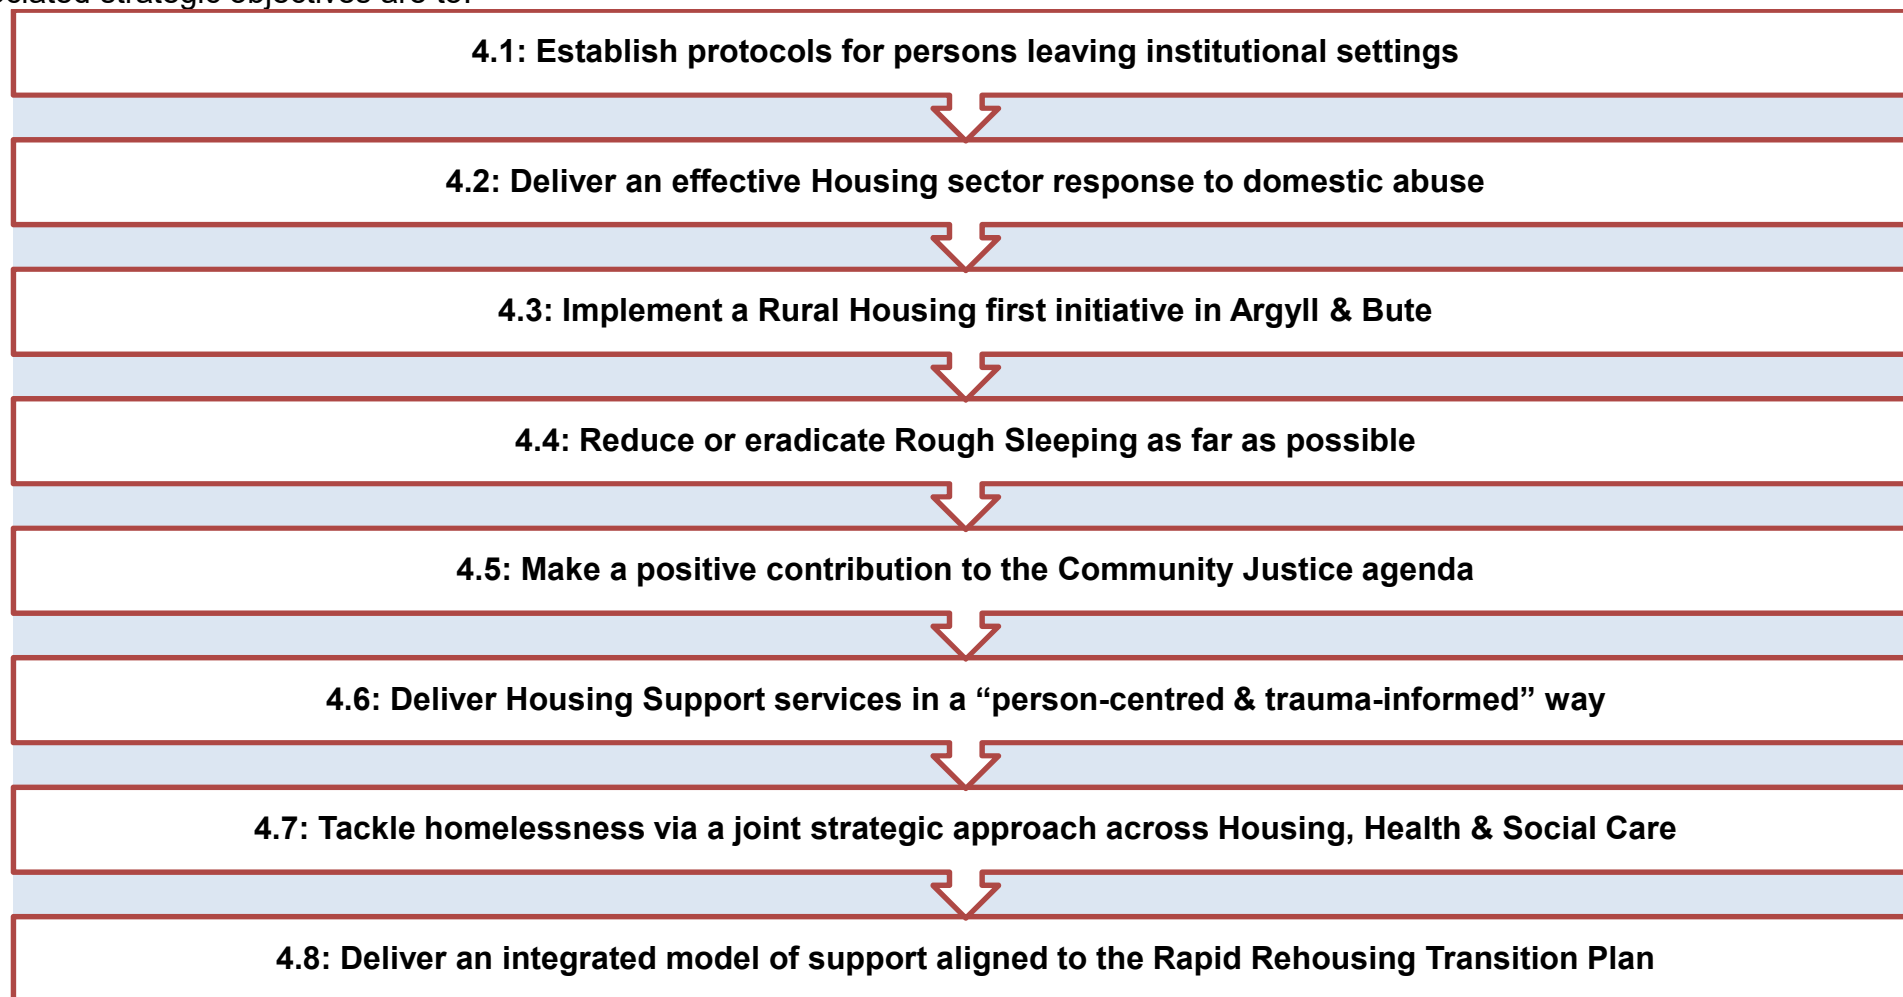 strategic objectives are to:
4.1: Establish protocols for persons leaving institutional settings
4.2: Deliver an effective Housing sector response to domestic abuse
4.3: Implement a Rural Housing first initiative in Argyll & Bute
4.4: Reduce or eradicate Rough Sleeping as far as possible
4.5: Make a positive contribution to the Community Justice agenda
4.6: Deliver Housing Support services in a “person-centred & trauma-informed” way
4.7: Tackle homelessness via a joint strategic approach across Housing, Health & Social Care
4.8: Deliver an integrated model of support aligned to the Rapid Rehousing Transition Plan